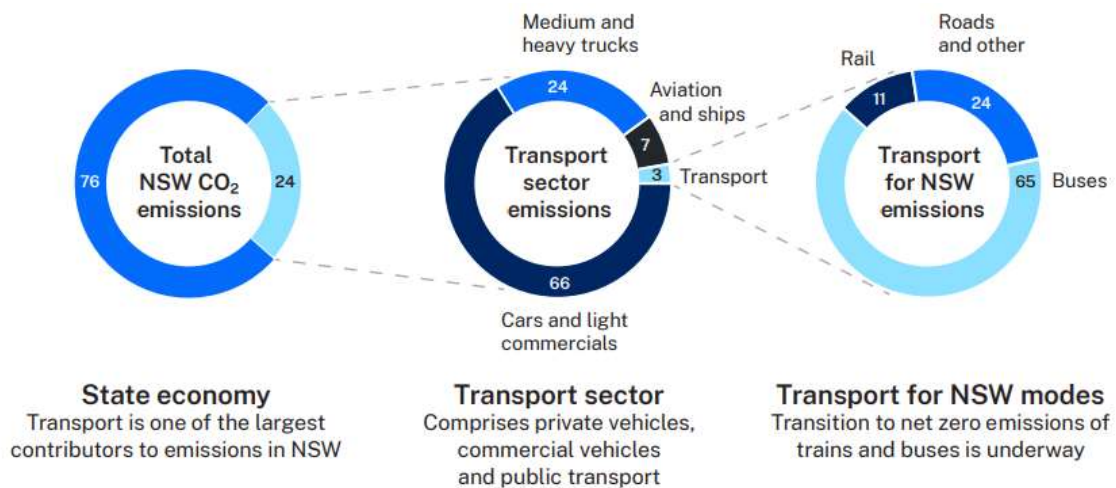 Total
NSW CO₂
emissions
76
24
Medium and
heavy trucks
24
Aviation
and ships
7
Transport
3
Transport
sector
emissions
66
Cars and light
commercials
Roads
and other
Rail
11
24
Transport
for NSW
emissions
65
Buses
State economy
Transport is one of the largest
contributors to emissions in NSW
Transport sector
Comprises private vehicles,
commercial vehicles
and public transport
Transport for NSW modes
Transition to net zero emissions of
trains and buses is underway